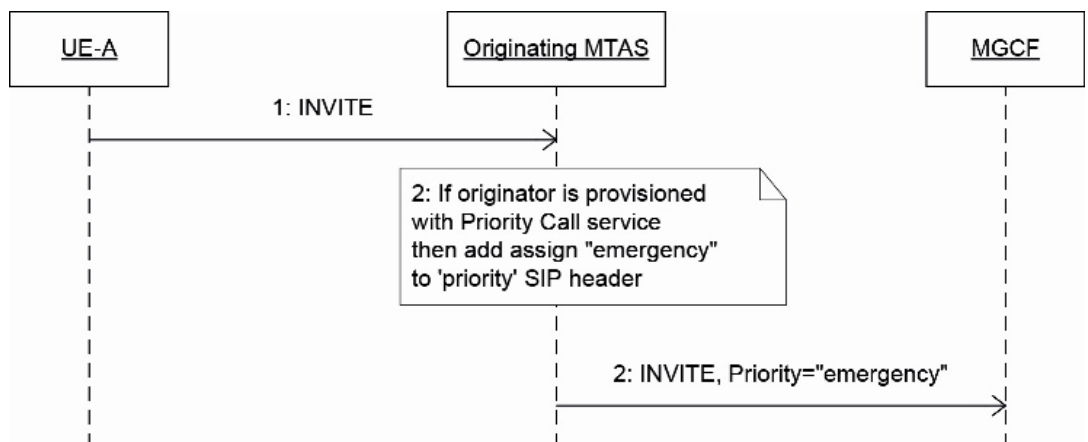 UE-A
Originating MTAS
MGCF
1: INVITE
2: If originator is provisioned
with Priority Call service
then add assign "emergency"
to 'priority' SIP header
2: INVITE, Priority="emergency"